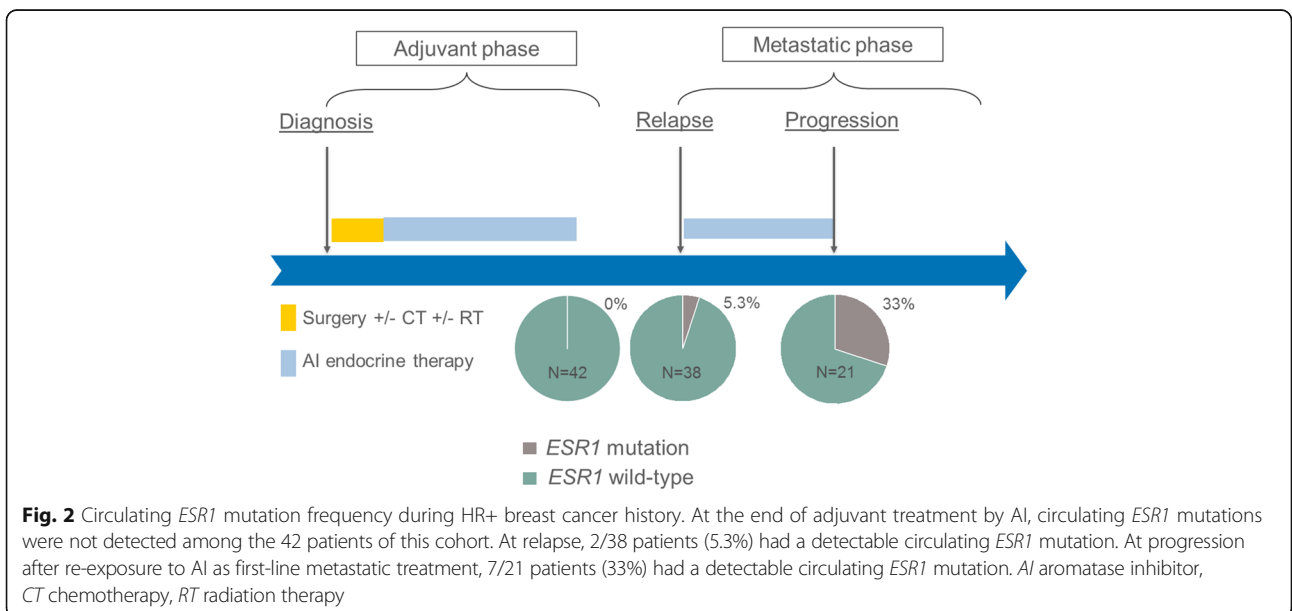 Adjuvant phase
Metastatic phase
Diagnosis
Relapse
Progression
Surgery +/- CT +/- RT
AI endocrine therapy
0%
N=42
5.3%
N=38
33%
N=21
ESR1 mutation
ESR1 wild-type
Fig. 2 Circulating ESR1 mutation frequency during HR+ breast cancer history. At the end of adjuvant treatment by AI, circulating ESR1 mutations
were not detected among the 42 patients of this cohort. At relapse, 2/38 patients (5.3%) had a detectable circulating ESR1 mutation. At progression
after re-exposure to AI as first-line metastatic treatment, 7/21 patients (33%) had a detectable circulating ESR1 mutation. AI aromatase inhibitor,
CT chemotherapy, RT radiation therapy